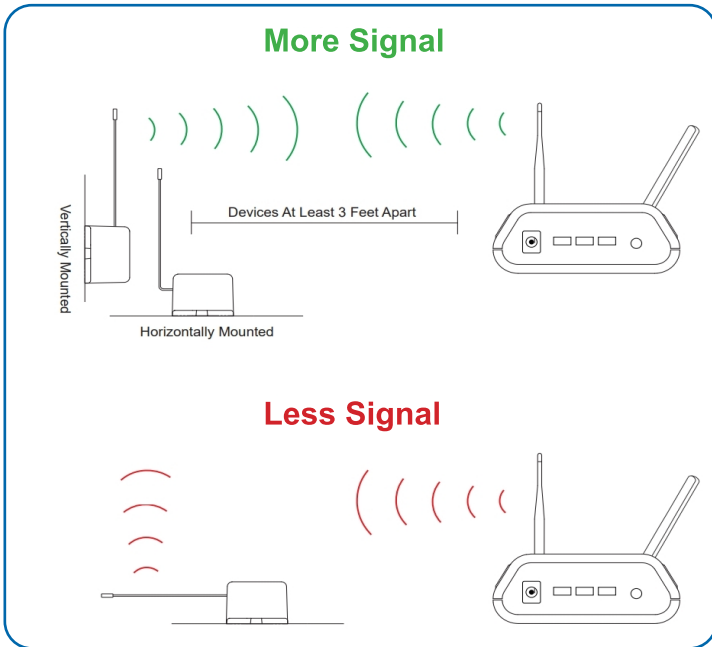 More Signal
Vertically Mounted
Devices At Least 3 Feet Apart
Horizontally Mounted
Less Signal